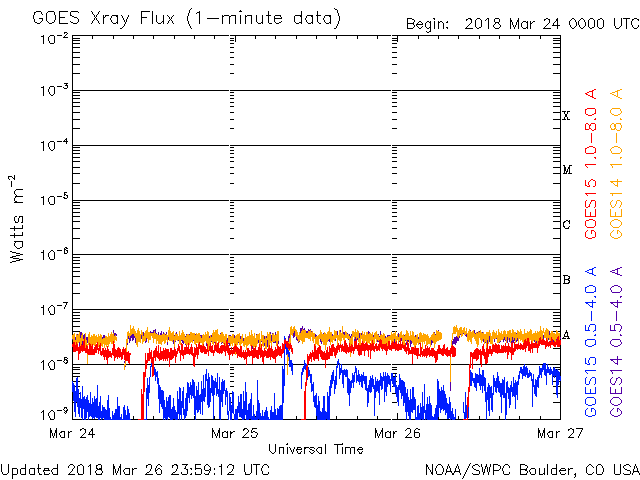 GOES Xray Flux (1-minute data)
Begin: 2018 Mar 24 0000 UTC
10⁻²
10⁻³
10⁻⁴
10⁻⁵
10⁻⁶
10⁻⁷
10⁻⁸
10⁻⁹
Watts m⁻²
X
M
C
B
A
GOES15 1.0-8.0 A
GOES14 1.0-8.0 A
GOES15 0.5-4.0 A
GOES14 0.5-4.0 A
Mar 24
Mar 25
Mar 26
Mar 27
Universal Time
Updated 2018 Mar 26 23:59:12 UTC
NOAA/SWPC Boulder, CO USA